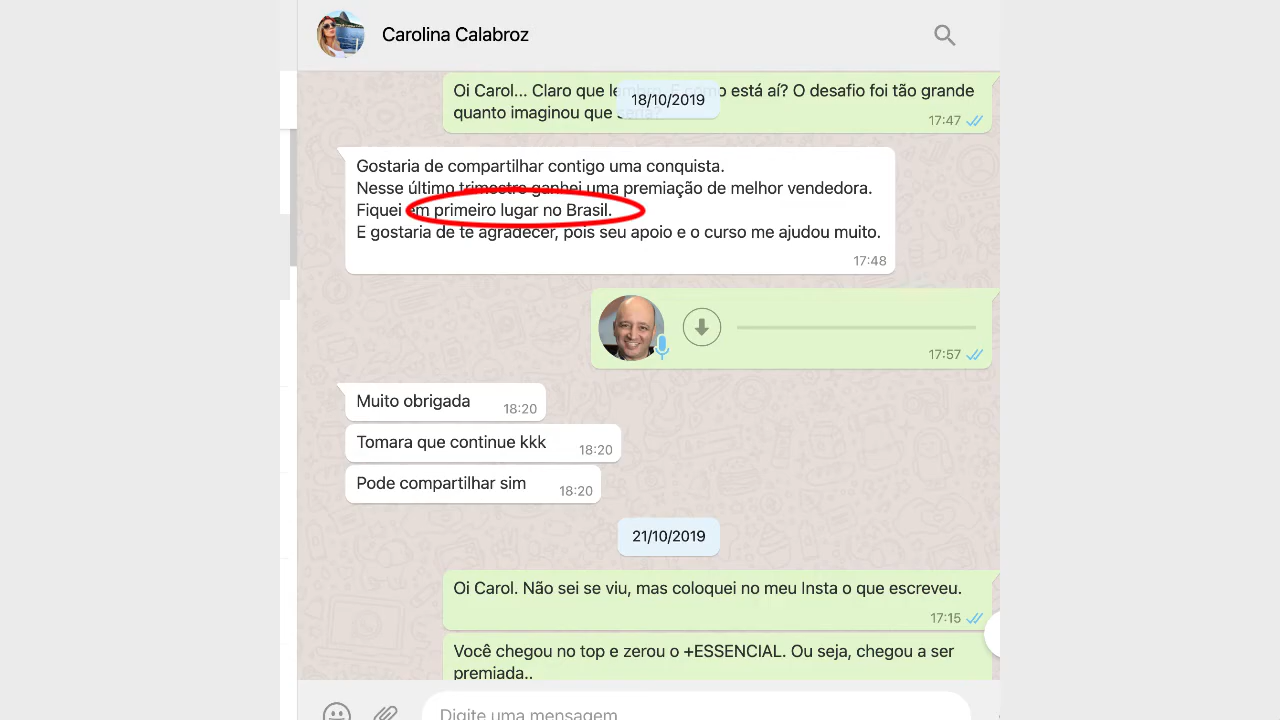 Carolina Calabroz
Oi Carol... Claro que le o está aí? O desafio foi tão grande
18/10/2019
quanto imaginou que
17:47
Gostaria de compartilhar contigo uma conquista.
Nesse último trimestre ganhei uma premiação de melhor vendedora.
Fiquei em primeiro lugar no Brasil.
E gostaria de te agradecer, pois seu apoio e o curso me ajudou muito.
17:48
17:57
Muito obrigada
18:20
Tomara que continue kkk
18:20
Pode compartilhar sim
18:20
21/10/2019
Oi Carol. Não sei se viu, mas coloquei no meu Insta o que escreveu.
17:15
Você chegou no top e zerou o +ESSENCIAL. Ou seja, chegou a ser
premiada..
Digite uma mensagem